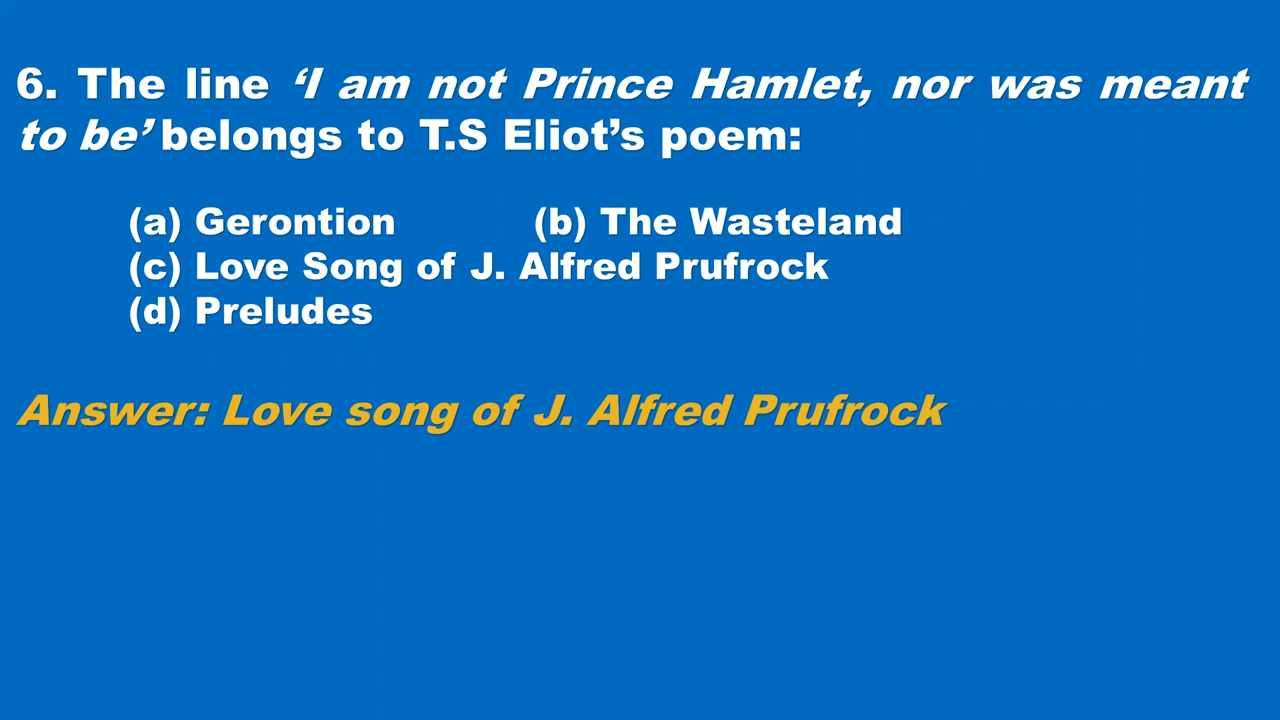 6. The line ‘I am not Prince Hamlet, nor was meant
to be’ belongs to T.S Eliot’s poem:
(a) Gerontion (b) The Wasteland
(c) Love Song of J. Alfred Prufrock
(d) Preludes
Answer: Love song of J. Alfred Prufrock